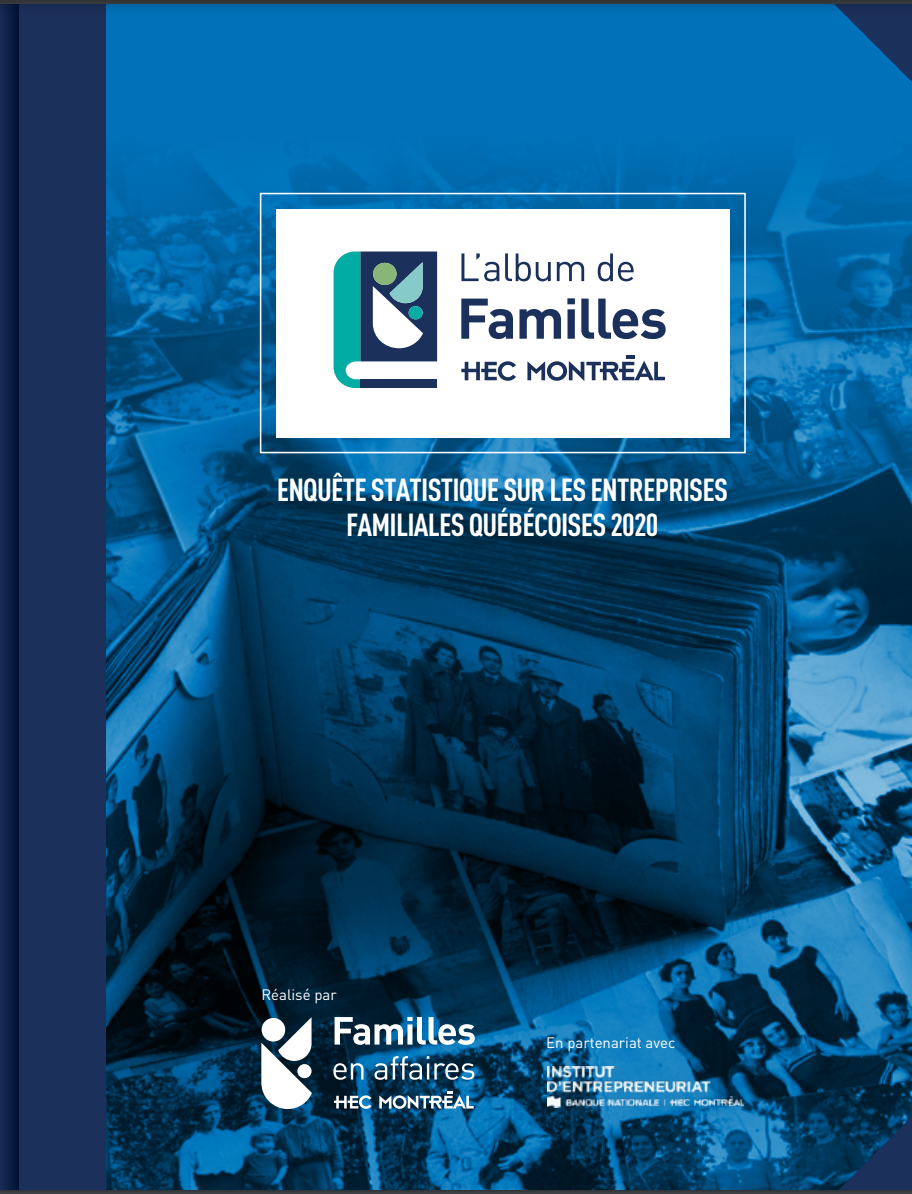 L'album de
Familles
HEC MONTRÉAL
ENQUÊTE STATISTIQUE SUR LES ENTREPRISES
FAMILIALES QUÉBÉCOISES 2020
Réalisé par
Familles
en affaires
HEC MONTRÉAL
En partenariat avec
INSTITUT
D'ENTREPRENEURIAT
BANQUE NATIONALE | HEC MONTRÉAL